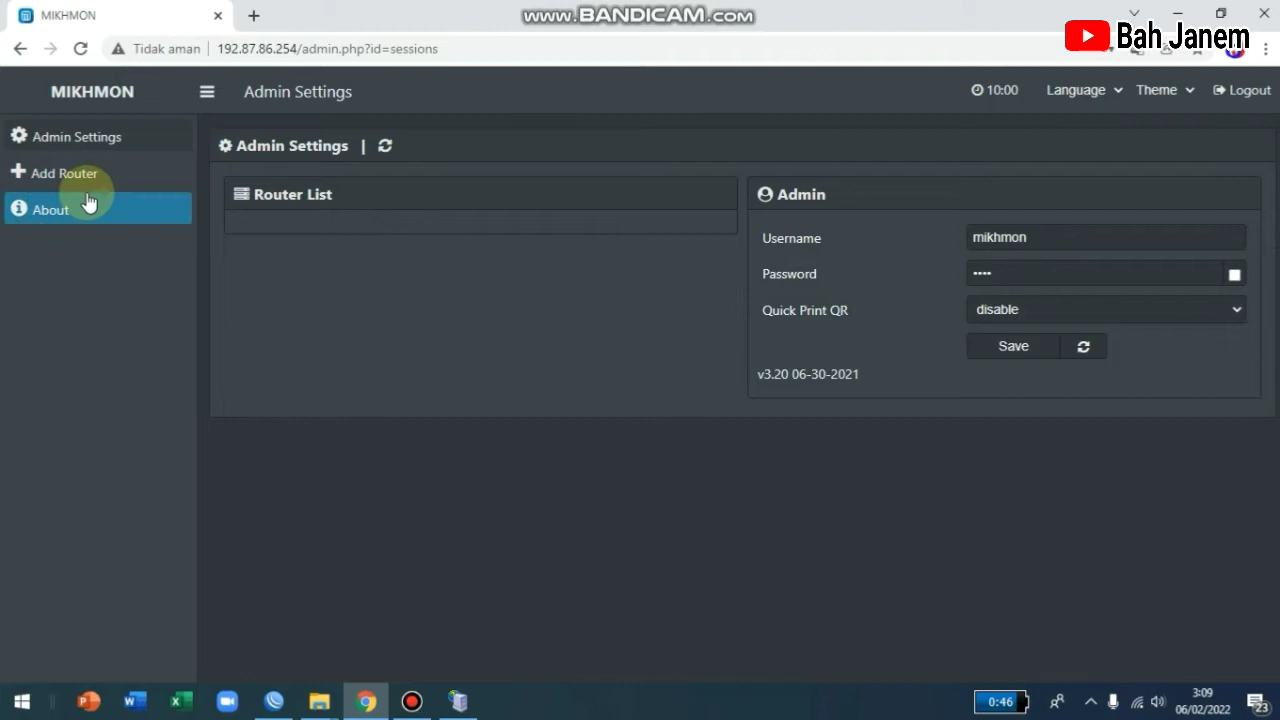 MIKHMON
www.BANDICAM.com
Bah Janem
Tidak aman
192.87.86.254/admin.php?id=sessions
MIKHMON
Admin Settings
10:00
Language
Theme
Logout
Admin Settings
Add Router
About
Admin Settings |
Router List
Admin
Username
mikhmon
Password
••••
Quick Print QR
disable
Save
v3.20 06-30-2021
0:46
3:09
06/02/2022
23